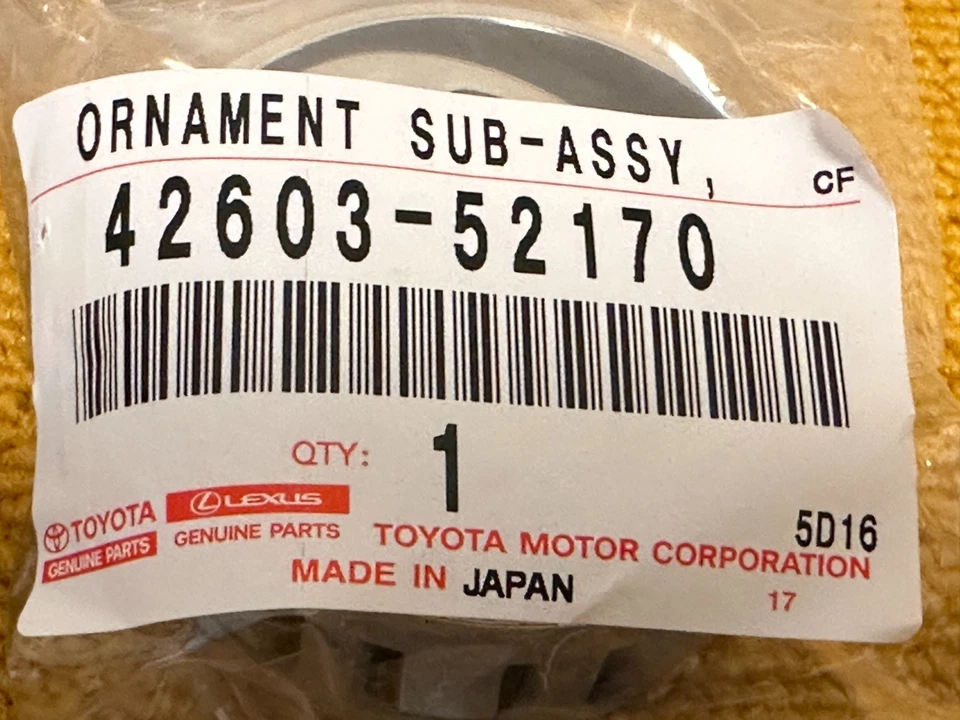 ORNAMENT SUB-ASSY,
CF
42603-52170
QTY: 1
TOYOTA
GENUINE PARTS
LEXUS
GENUINE PARTS
5D16
TOYOTA MOTOR CORPORATION
MADE IN JAPAN
17